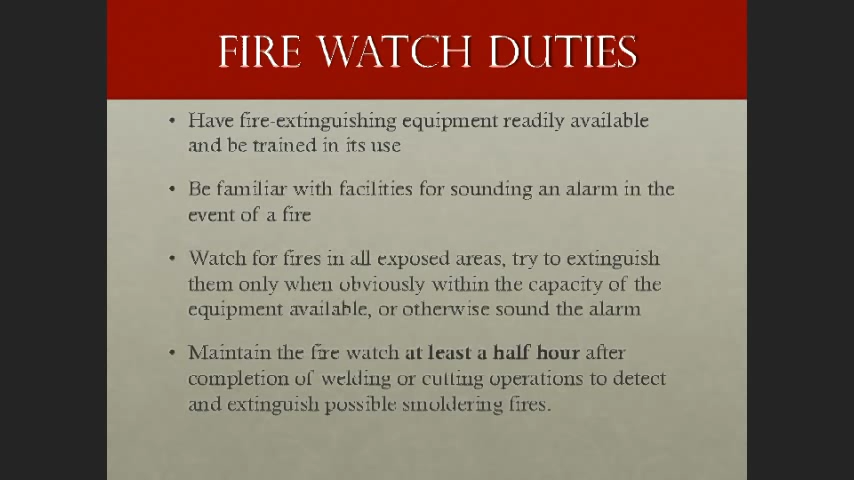 FIRE WATCH DUTIES
• Have fire-extinguishing equipment readily available
and be trained in its use
• Be familiar with facilities for sounding an alarm in the
event of a fire
• Watch for fires in all exposed areas, try to extinguish
them only when obviously within the capacity of the
equipment available, or otherwise sound the alarm
• Maintain the fire watch at least a half hour after
completion of welding or cutting operations to detect
and extinguish possible smoldering fires.